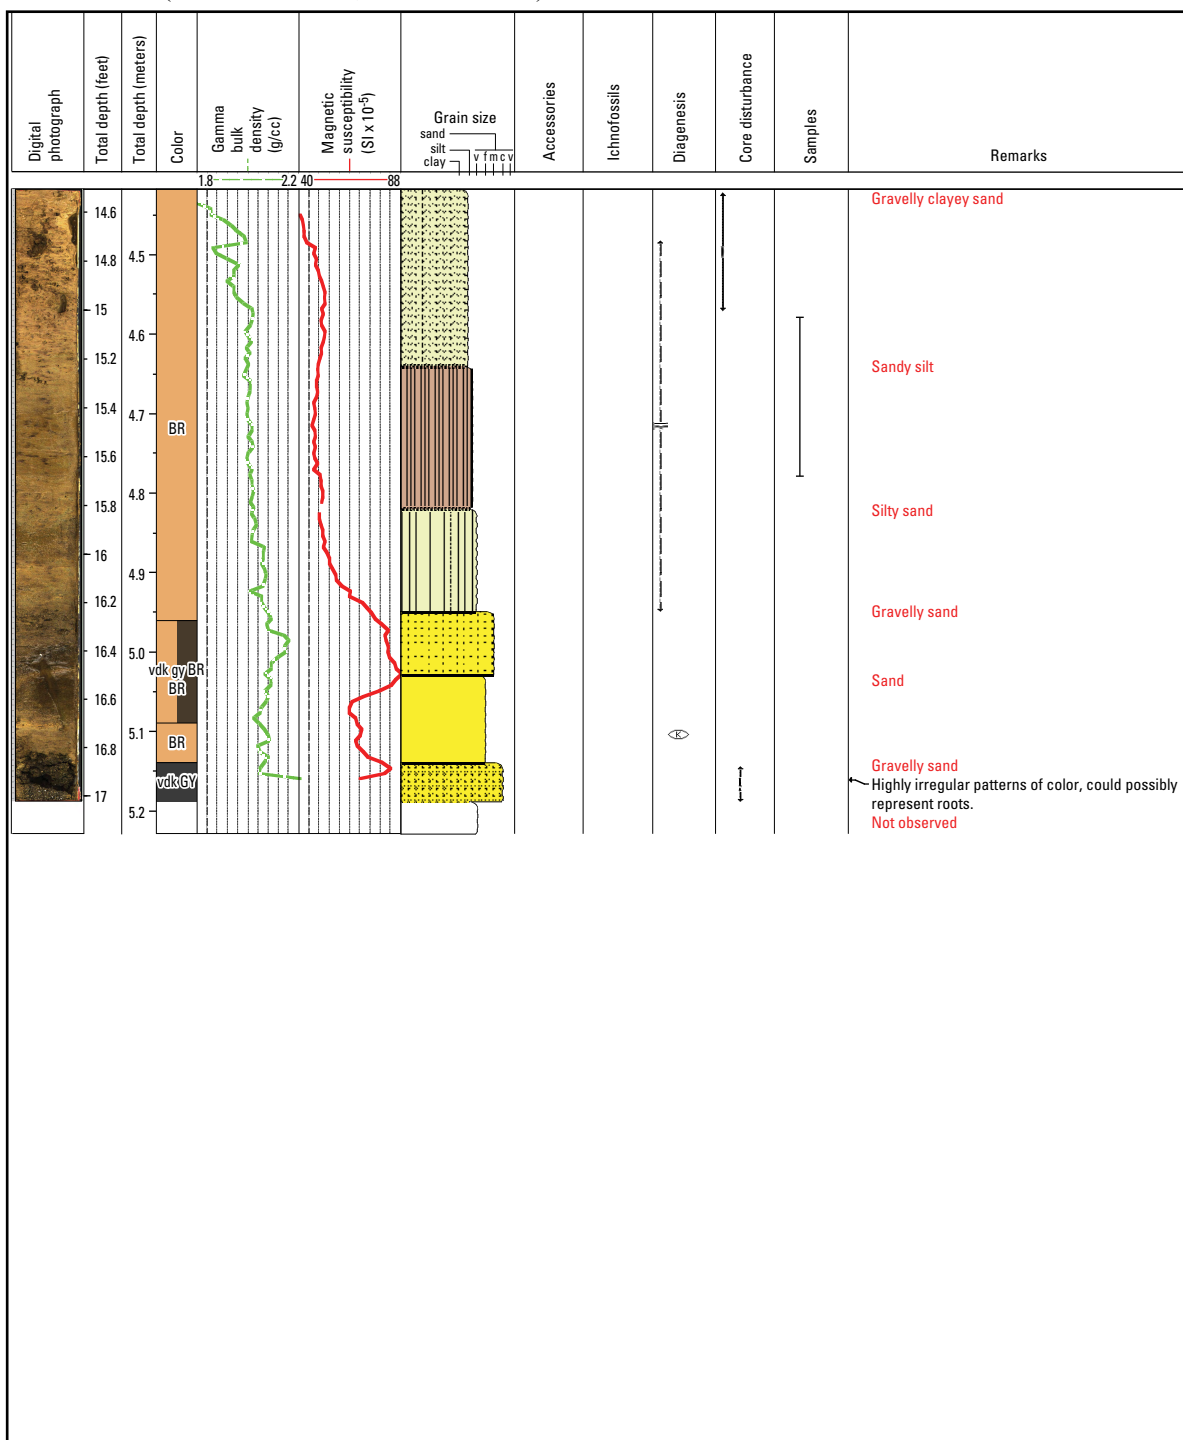 Digital
photograph
Total depth (feet)
Total depth (meters)
Color
Gamma
bulk
density
(g/cc)
Magnetic
susceptibility
(SI x 10-5)
Grain size
sand
silt
clay
v f m c v
Accessories
Ichnofossils
Diagenesis
Core disturbance
Samples
Remarks
1.8
2.2
40
88
14.6
14.8
15
15.2
15.4
15.6
15.8
16
16.2
16.4
16.6
16.8
17
4.5
4.6
4.7
4.8
4.9
5.0
5.1
5.2
BR
vdk gy BR
BR
BR
vdk GY
K
Gravelly clayey sand
Sandy silt
Silty sand
Gravelly sand
Sand
Gravelly sand
Highly irregular patterns of color, could possibly
represent roots.
Not observed